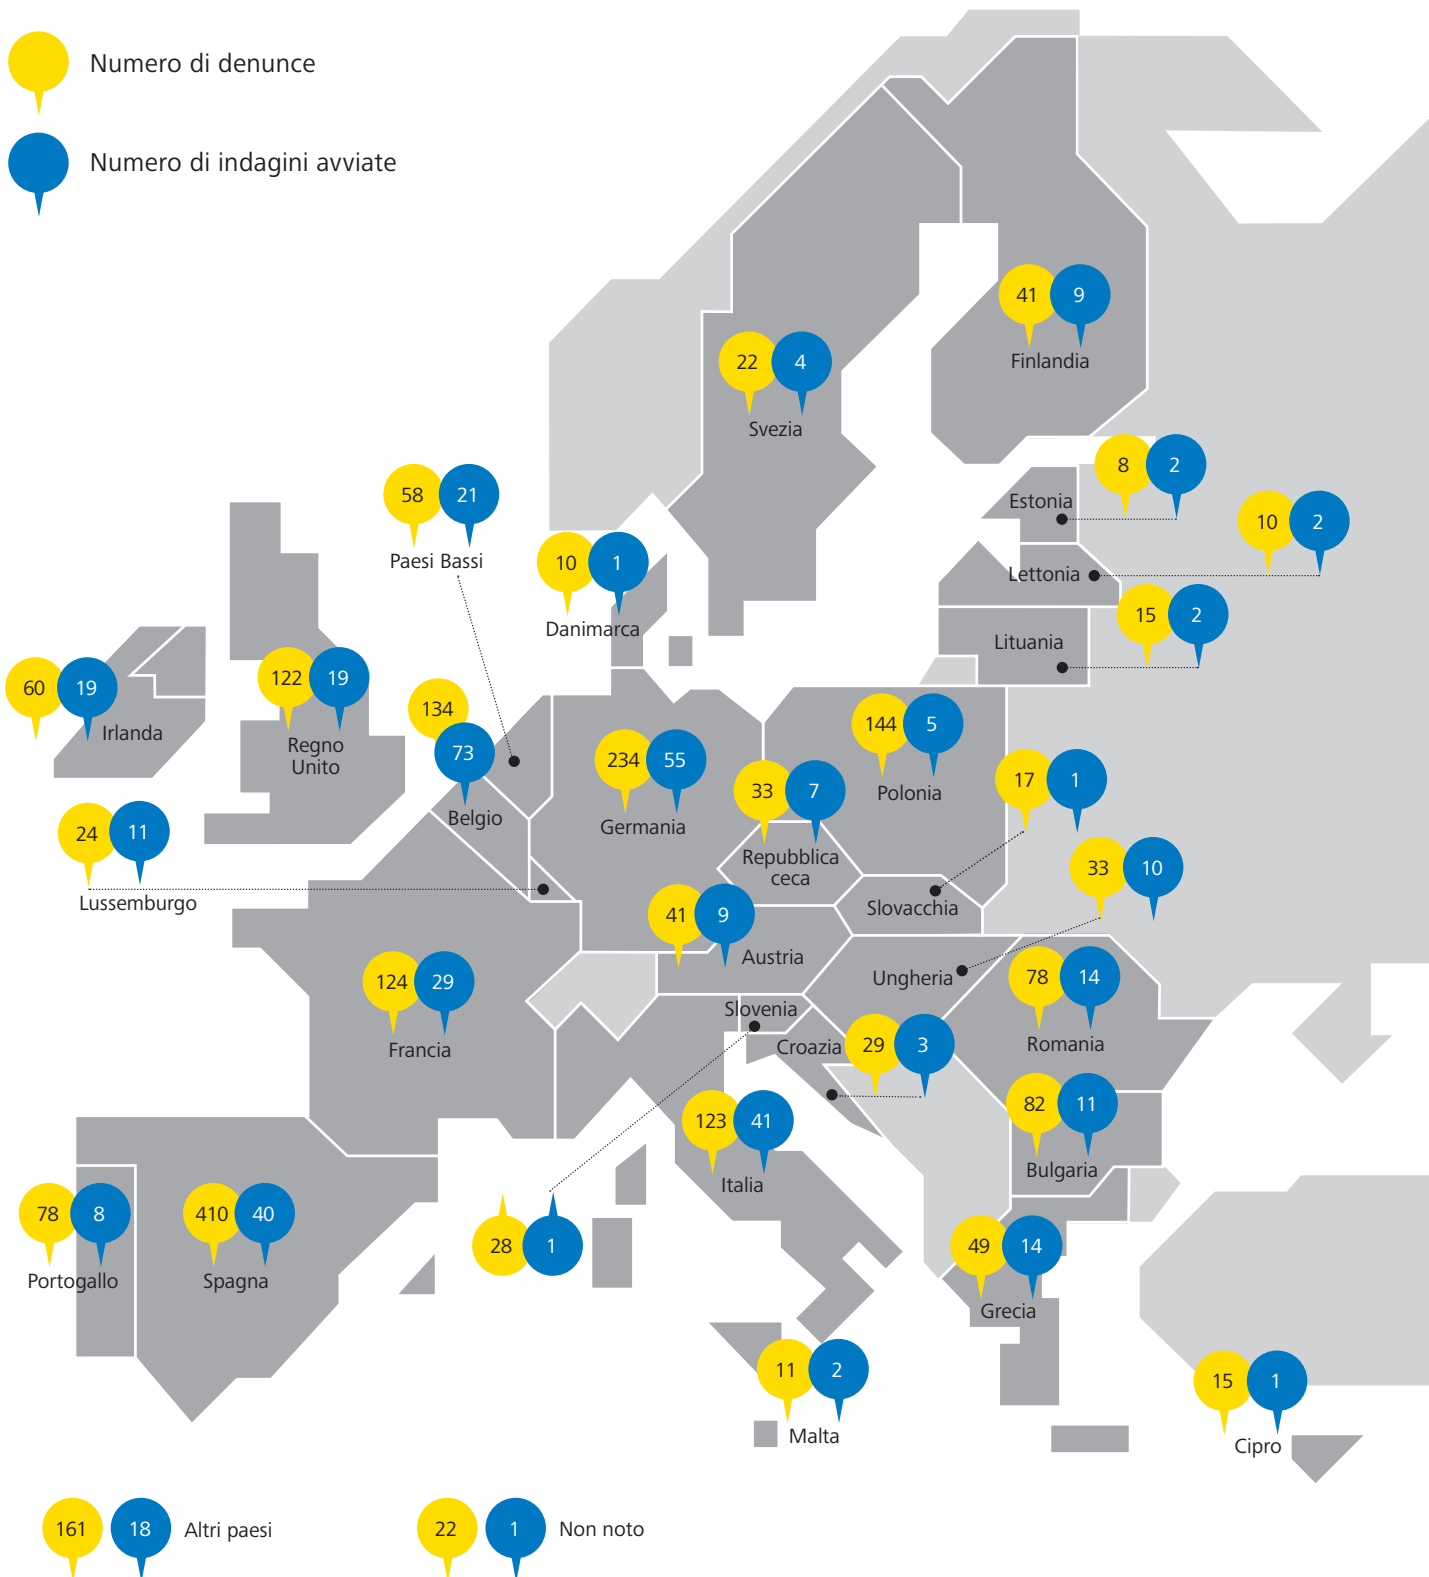 Numero di denunce
Numero di indagini avviate
41 9
Finlandia
22 4
Svezia
8 2
Estonia
10 2
Lettonia
58 21
Paesi Bassi
10 1
Danimarca
15 2
Lituania
60 19
Irlanda
122 19
Regno
Unito
134
73
Belgio
234 55
Germania
144 5
Polonia
33 7
Repubblica
ceca
17 1
Slovacchia
24 11
Lussemburgo
33 10
Ungheria
41 9
Austria
124 29
Francia
78 14
Romania
Slovenia
28 1
Croazia
29 3
82 11
Bulgaria
123 41
Italia
78 8
Portogallo
410 40
Spagna
49 14
Grecia
11 2
Malta
15 1
Cipro
161 18 Altri paesi
22 1 Non noto